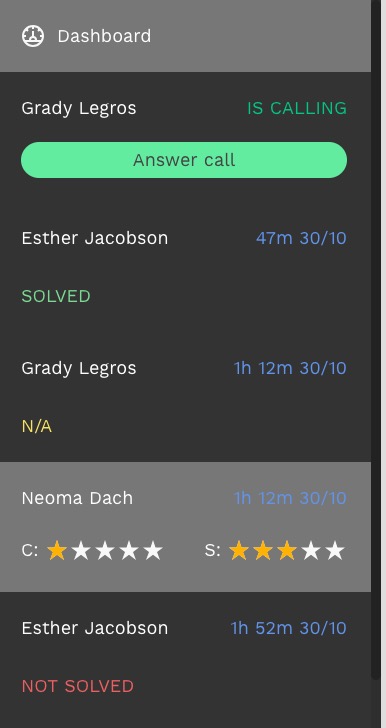 Dashboard
Grady Legros IS CALLING
Answer call
Esther Jacobson 47m 30/10
SOLVED
Grady Legros 1h 12m 30/10
N/A
Neoma Dach 1h 12m 30/10
C: S:
Esther Jacobson 1h 52m 30/10
NOT SOLVED